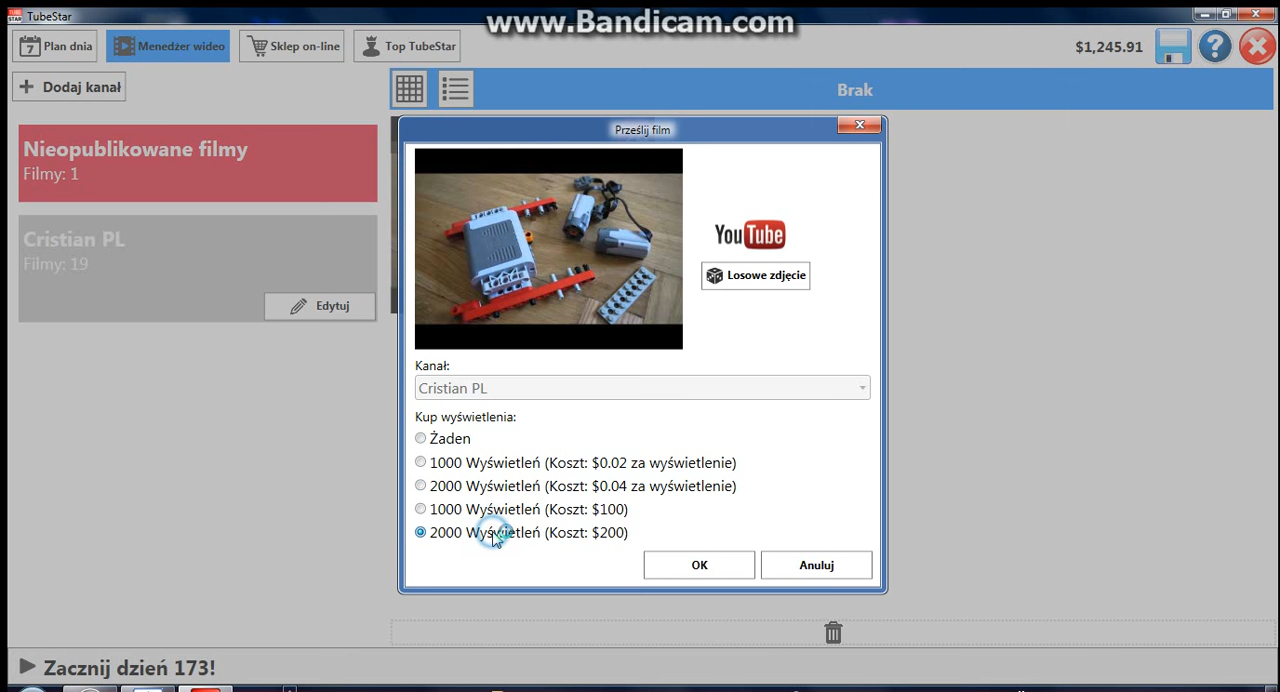 www.Bandicam.com
TUBE STAR TubeStar
7 Plan dnia Menedżer wideo Sklep on-line Top TubeStar $1,245.91 ?
+ Dodaj kanał Brak
Nieopublikowane filmy
Filmy: 1
Cristian PL
Filmy: 19
Edytuj
Prześlij film
YouTube
Losowe zdjęcie
Kanał:
Cristian PL
Kup wyświetlenia:
Żaden
1000 Wyświetleń (Koszt: $0.02 za wyświetlenie)
2000 Wyświetleń (Koszt: $0.04 za wyświetlenie)
1000 Wyświetleń (Koszt: $100)
2000 Wyświetleń (Koszt: $200)
OK Anuluj
Zacznij dzień 173!